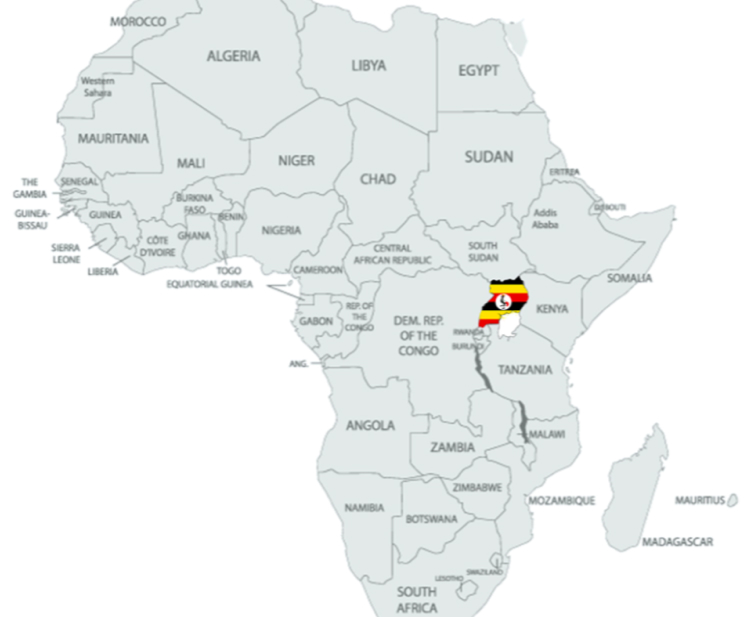 MOROCCO
ALGERIA
LIBYA
EGYPT
Western
Sahara
MAURITANIA
MALI
NIGER
CHAD
SUDAN
ERITREA
THE
GAMBIA
SENEGAL
GUINEA-
BISSAU
GUINEA
BURKINA
FASO
BENIN
NIGERIA
Addis
Ababa
DJIBOUTI
SIERRA
LEONE
LIBERIA
CÔTE
D'IVOIRE
GHANA
TOGO
CENTRAL
AFRICAN REPUBLIC
SOUTH
SUDAN
CAMEROON
EQUATORIAL GUINEA
SOMALIA
GABON
REP. OF
THE
CONGO
DEM. REP.
OF THE
CONGO
KENYA
RWANDA
BURUNDI
ANG.
TANZANIA
ANGOLA
ZAMBIA
MALAWI
NAMIBIA
BOTSWANA
ZIMBABWE
MOZAMBIQUE
MAURITIUS
MADAGASCAR
SWAZILAND
LESOTHO
SOUTH
AFRICA